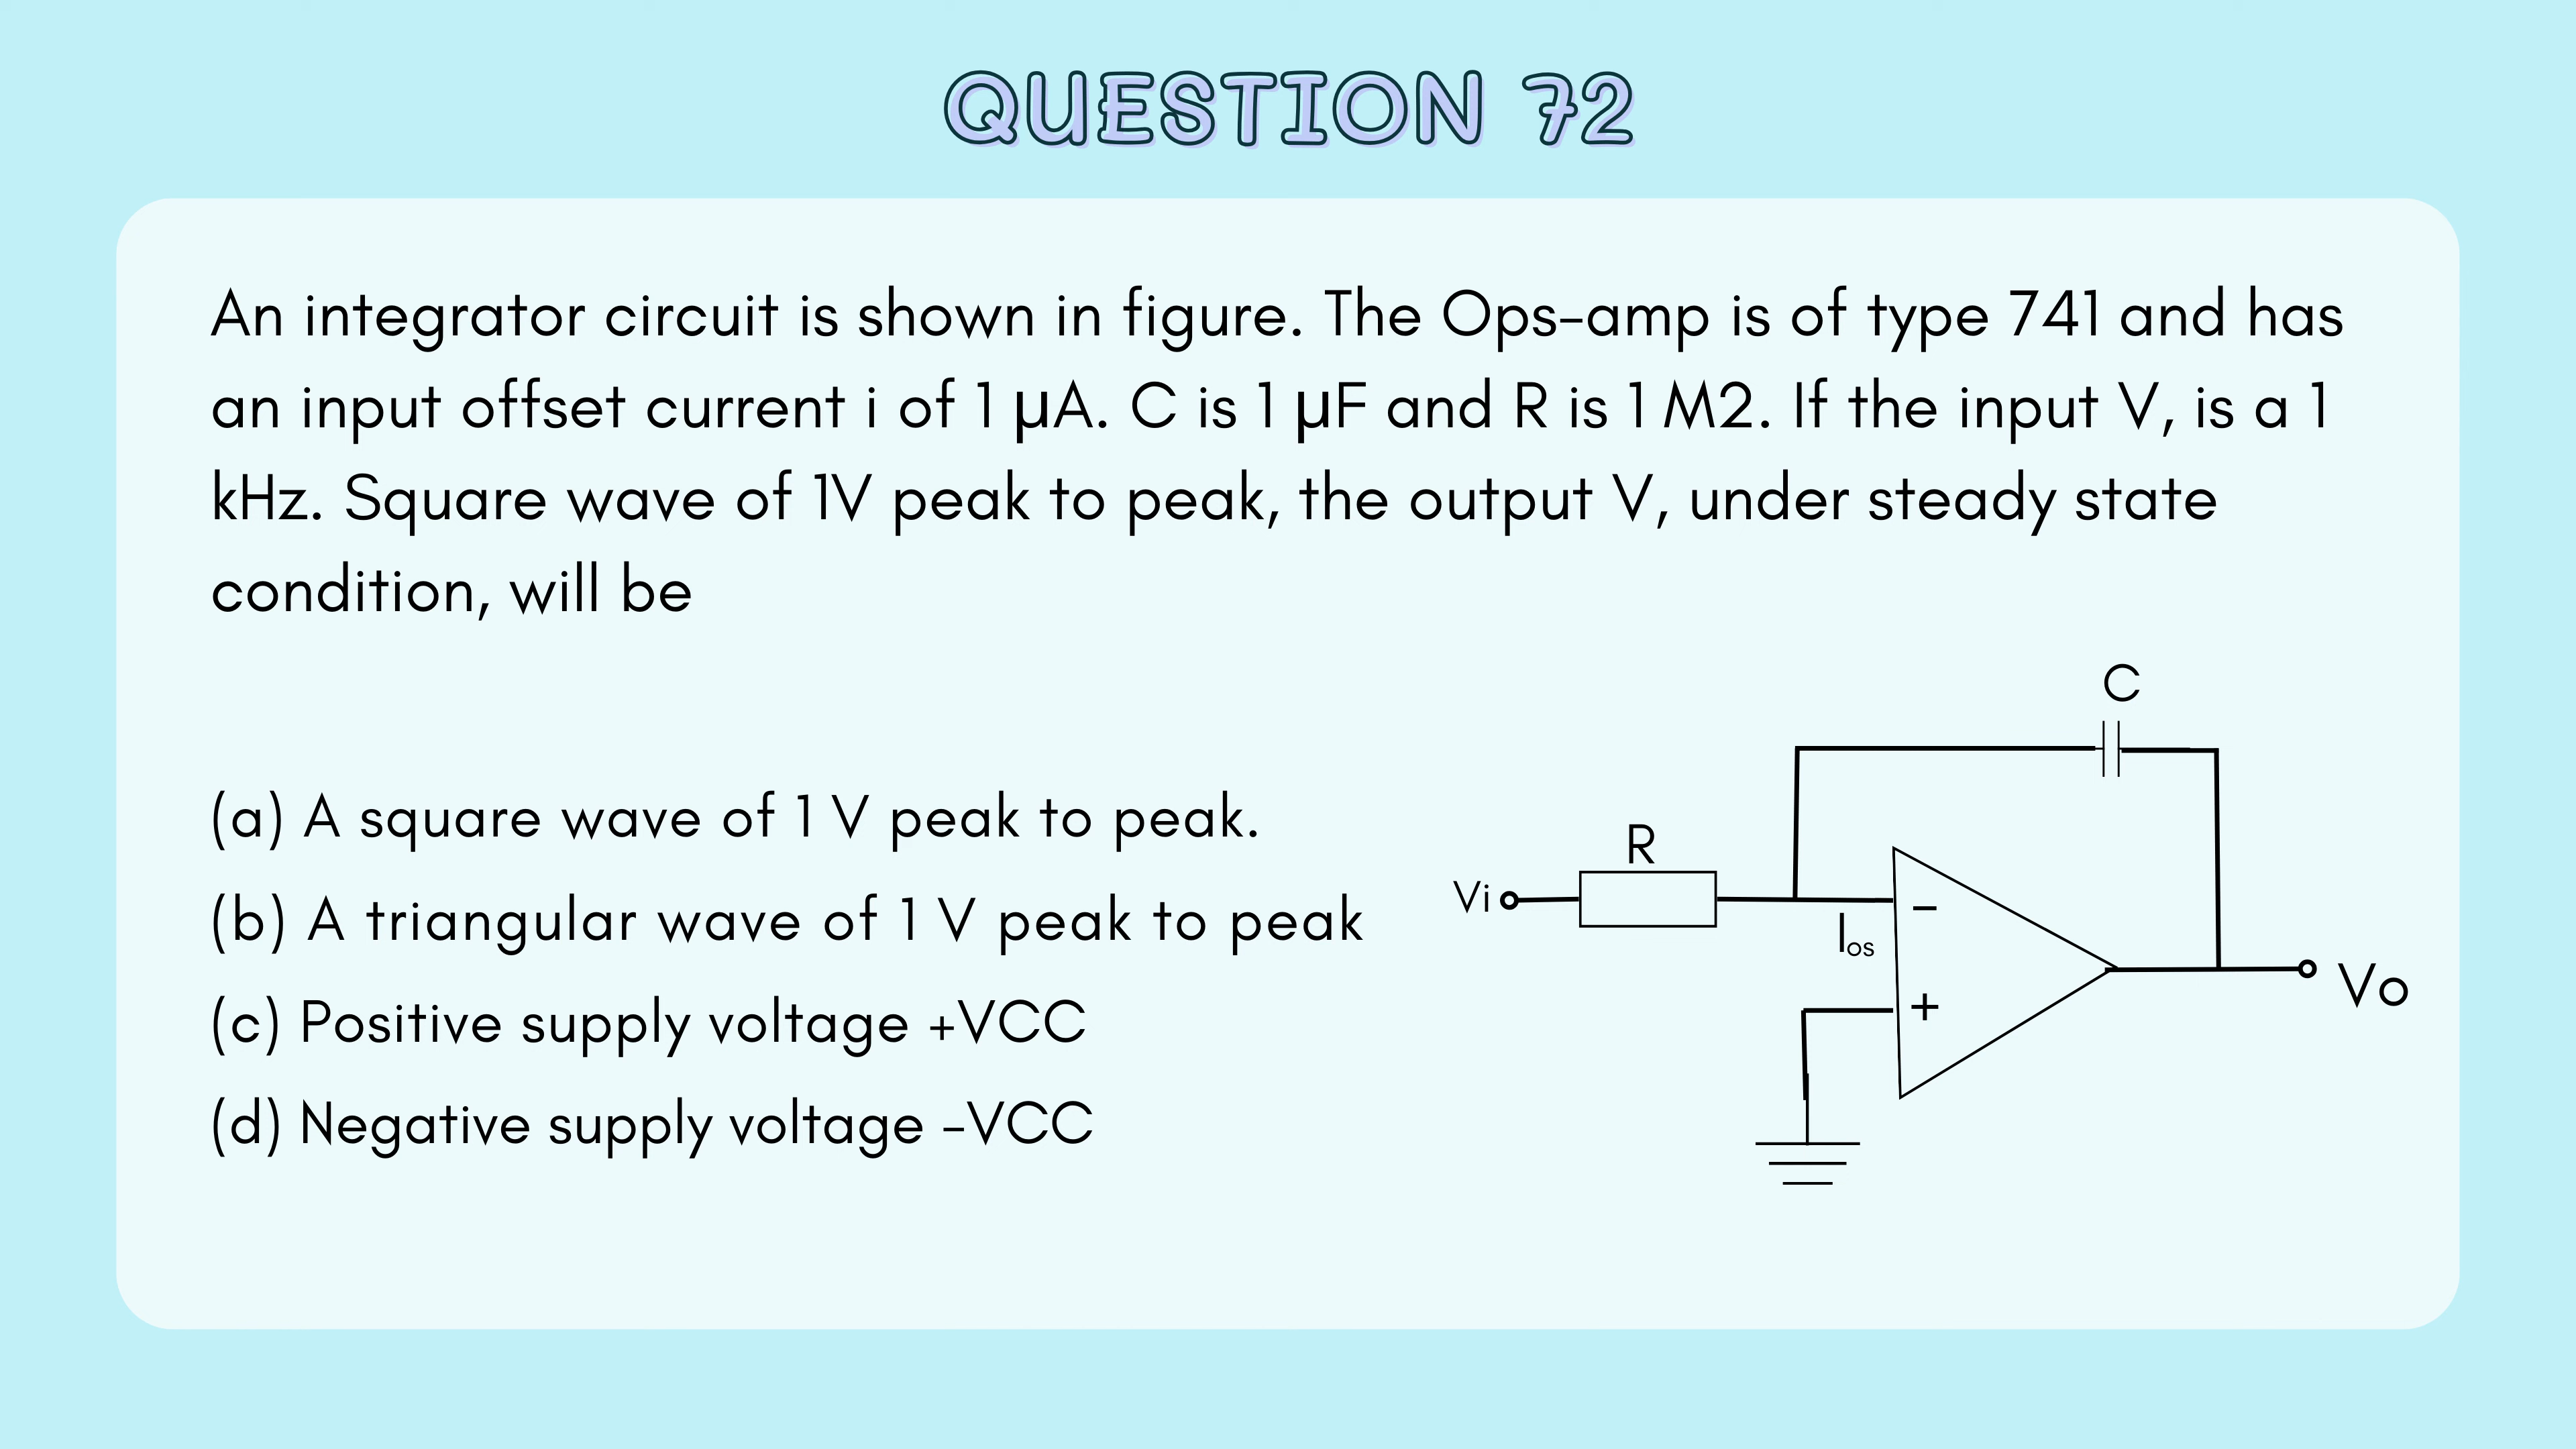 QUESTION 72
An integrator circuit is shown in figure. The Ops-amp is of type 741 and has
an input offset current i of 1 µA. C is 1 µF and R is 1 M2. If the input V, is a 1
kHz. Square wave of 1V peak to peak, the output V, under steady state
condition, will be
(a) A square wave of 1 V peak to peak.
(b) A triangular wave of 1 V peak to peak
(c) Positive supply voltage +VCC
(d) Negative supply voltage -VCC
C
R
Vi
Ios
-
+
Vo